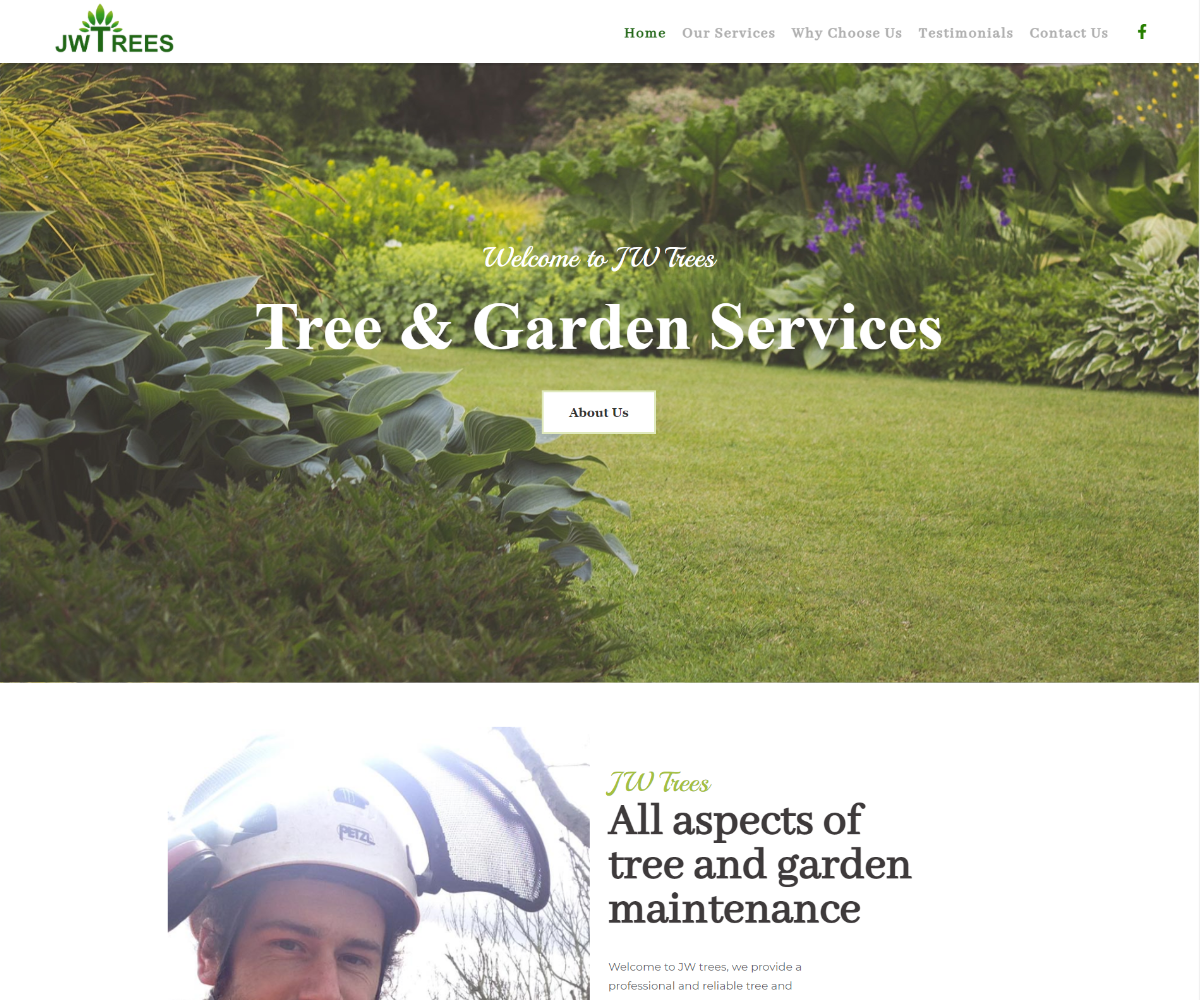 JWTREES
Home Our Services Why Choose Us Testimonials Contact Us
Welcome to JW Trees
Tree & Garden Services
About Us
PETZL
JW Trees
All aspects of
tree and garden
maintenance
Welcome to JW trees, we provide a
professional and reliable tree and